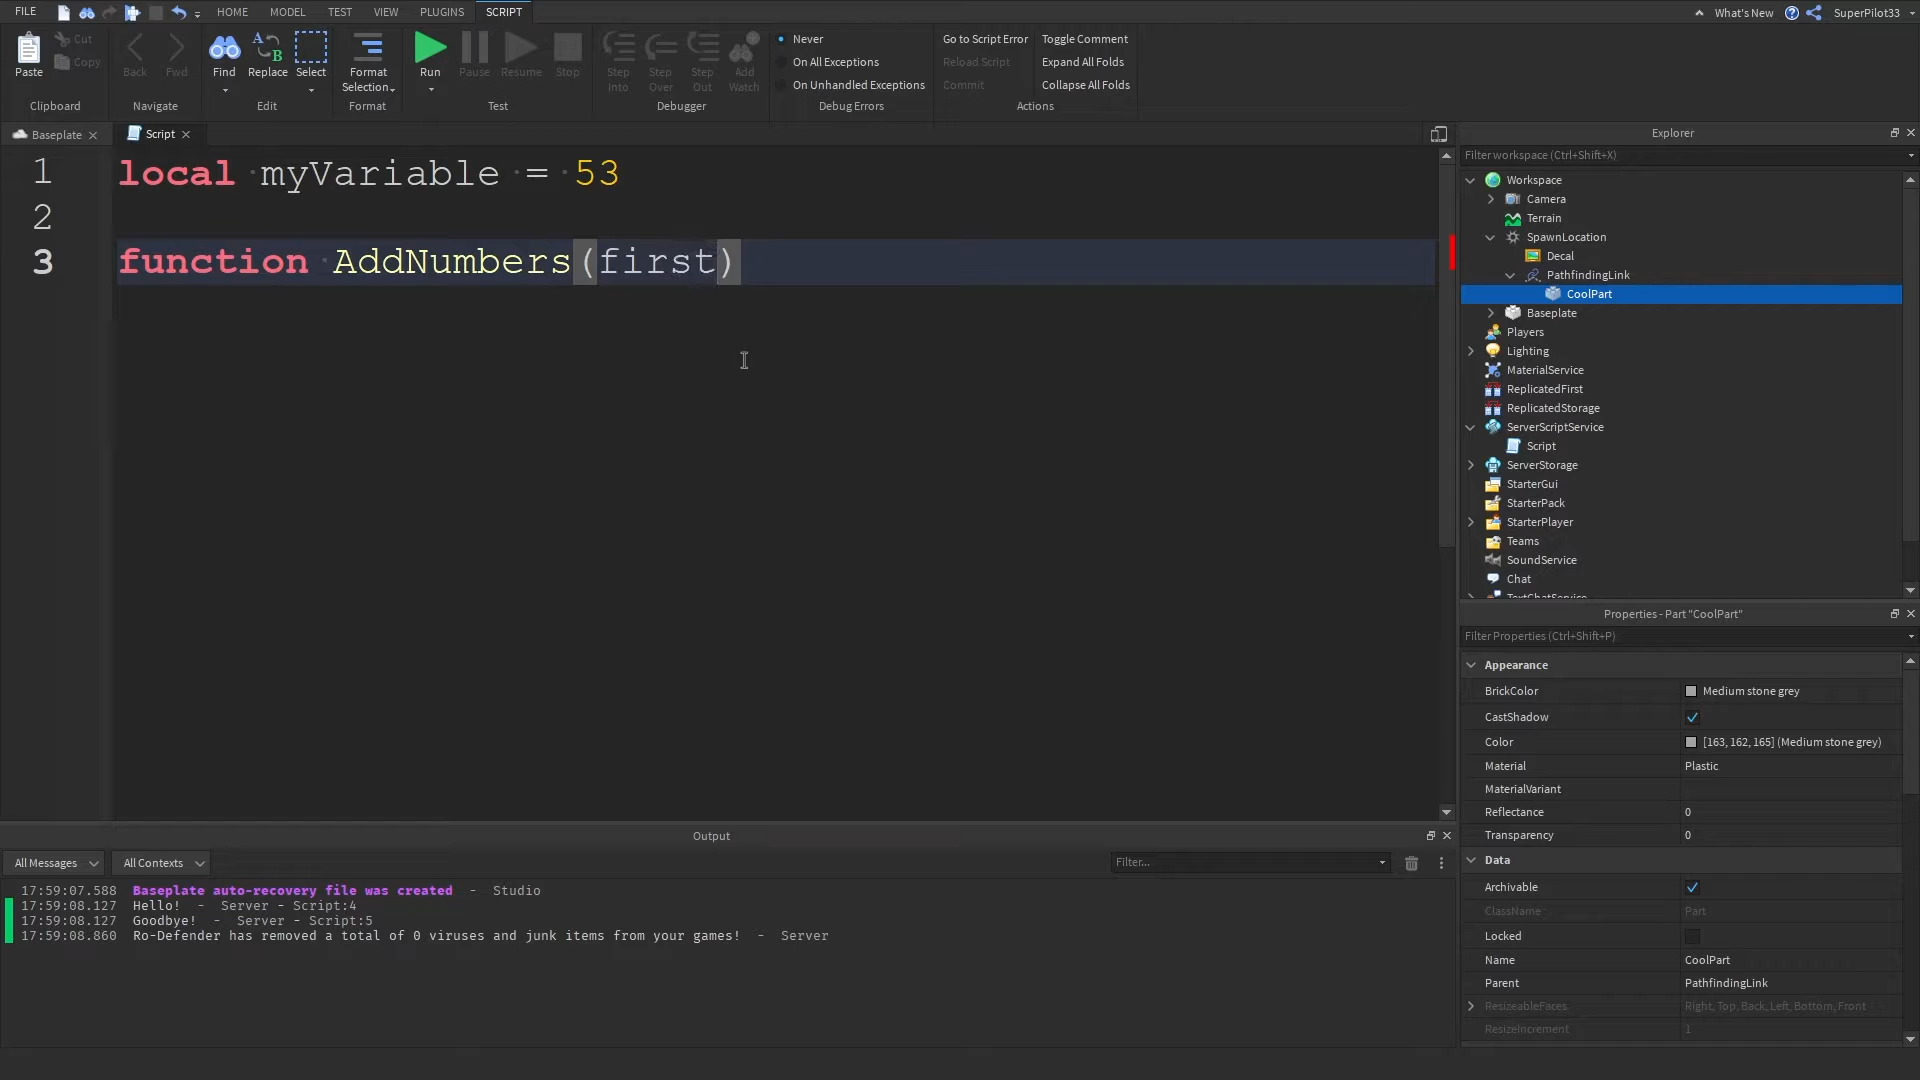 FILE HOME MODEL TEST VIEW PLUGINS SCRIPT What's New SuperPilot33
Paste Cut Copy
Clipboard
Back Fwd
Navigate
Find Replace Select
Edit
Format Selection
Format
Run Pause Resume Stop
Test
Step Into Step Over Step Out Add Watch
Debugger
Never
On All Exceptions
On Unhandled Exceptions
Debug Errors
Go to Script Error Toggle Comment
Reload Script Expand All Folds
Commit Collapse All Folds
Actions
Baseplate Script
1 local myVariable = 53
2
3 function AddNumbers(first)
Explorer
Filter workspace (Ctrl+Shift+X)
Workspace
Camera
Terrain
SpawnLocation
Decal
PathfindingLink
CoolPart
Baseplate
Players
Lighting
MaterialService
ReplicatedFirst
ReplicatedStorage
ServerScriptService
Script
ServerStorage
StarterGui
StarterPack
StarterPlayer
Teams
SoundService
Chat
TextChatService
Properties - Part "CoolPart"
Filter Properties (Ctrl+Shift+P)
Appearance
BrickColor Medium stone grey
CastShadow
Color [163, 162, 165] (Medium stone grey)
Material Plastic
MaterialVariant
Reflectance 0
Transparency 0
Data
Archivable
ClassName Part
Locked
Name CoolPart
Parent PathfindingLink
ResizeableFaces Right, Top, Back, Left, Bottom, Front
ResizeIncrement 1
Output
All Messages All Contexts Filter...
17:59:07.588 Baseplate auto-recovery file was created - Studio
17:59:08.127 Hello! - Server - Script:4
17:59:08.127 Goodbye! - Server - Script:5
17:59:08.860 Ro-Defender has removed a total of 0 viruses and junk items from your games! - Server